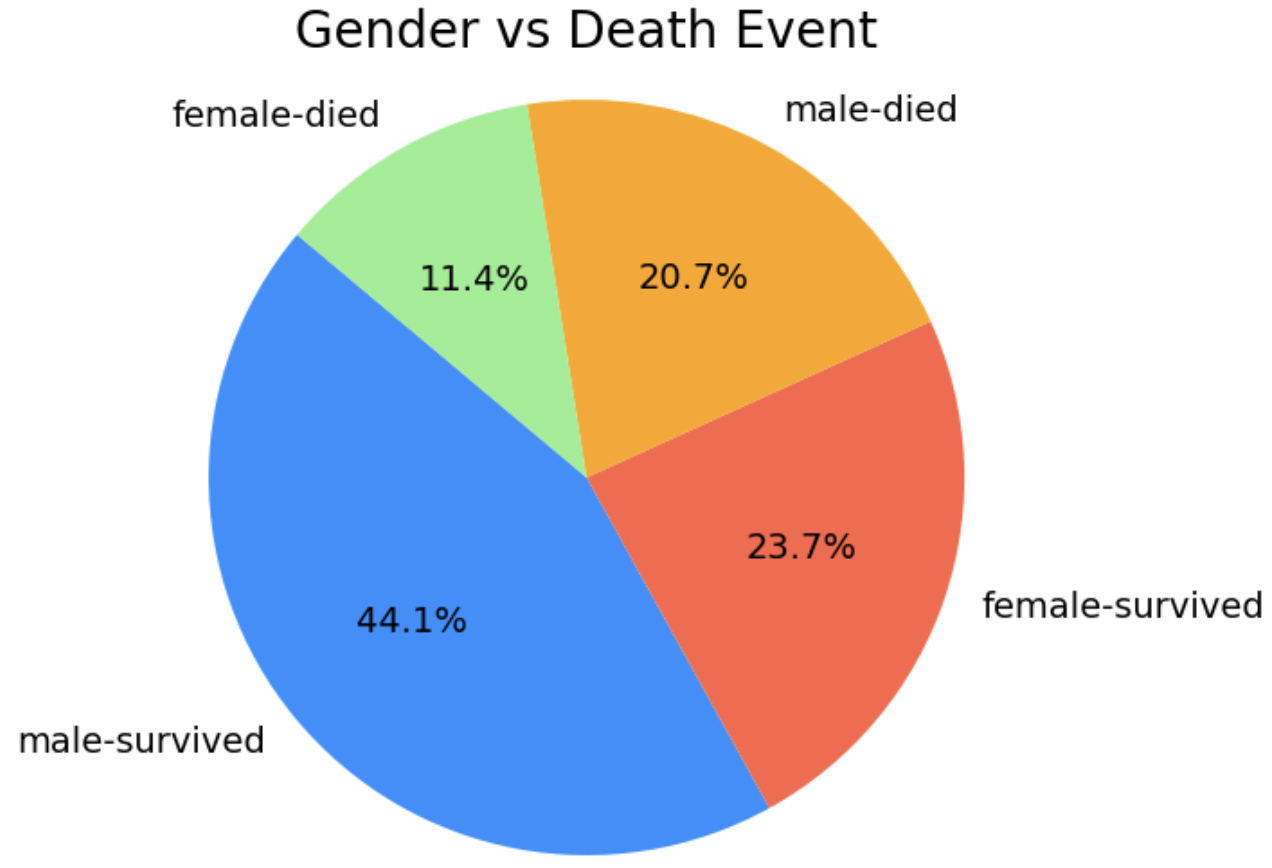 Gender vs Death Event
female-died
male-died
11.4%
20.7%
23.7%
female-survived
44.1%
male-survived